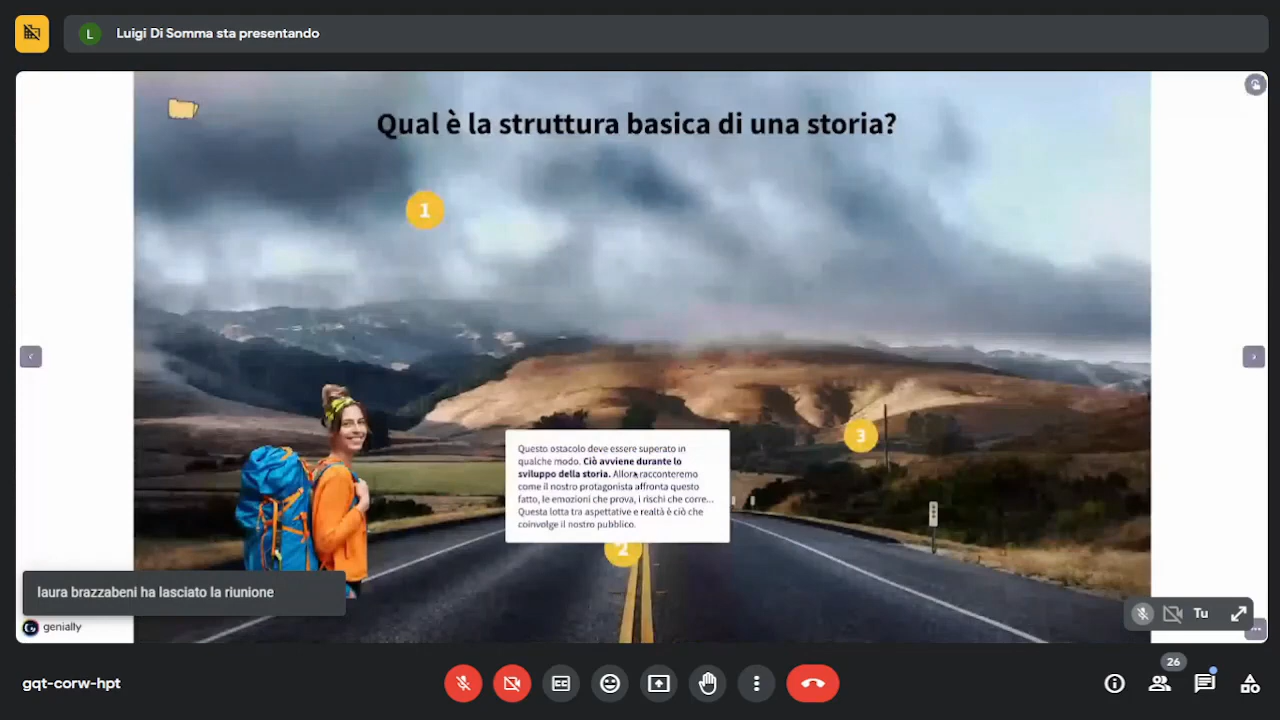 L
Luigi Di Somma sta presentando
Qual è la struttura basica di una storia?
1
3
Questo ostacolo deve essere superato in
qualche modo. Ciò avviene durante lo
sviluppo della storia. Allora racconteremo
come il nostro protagonista affronta questo
fatto, le emozioni che prova, i rischi che corre...
Questa lotta tra aspettative e realtà è ciò che
coinvolge il nostro pubblico.
2
laura brazzabeni ha lasciato la riunione
Tu
genially
26
gqt-corw-hpt